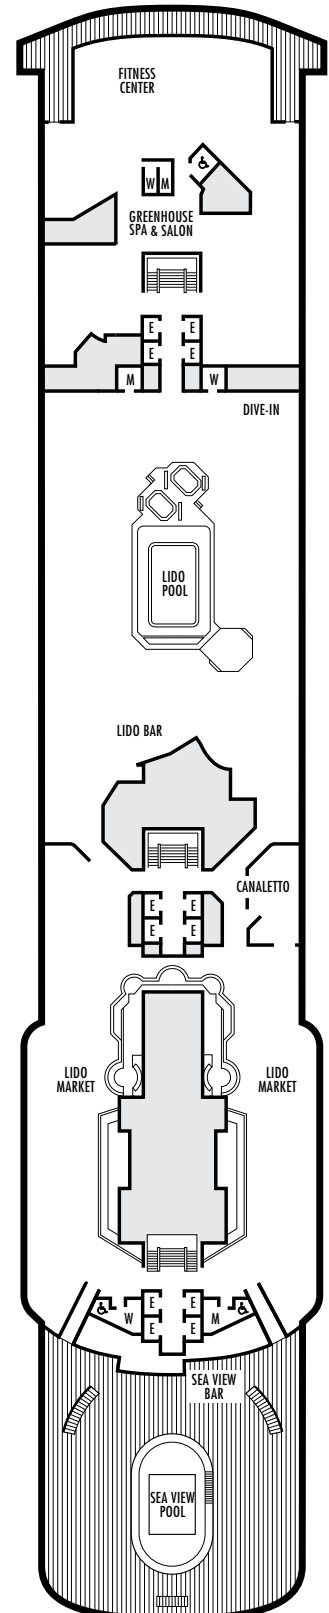 FITNESS
CENTER
W M
GREENHOUSE
SPA & SALON
E E
E E
M W
DIVE-IN
LIDO
POOL
LIDO BAR
CANALETTO
E E
E E
LIDO
MARKET
LIDO
MARKET
E E
W M
E E
SEA VIEW
BAR
SEA VIEW
POOL